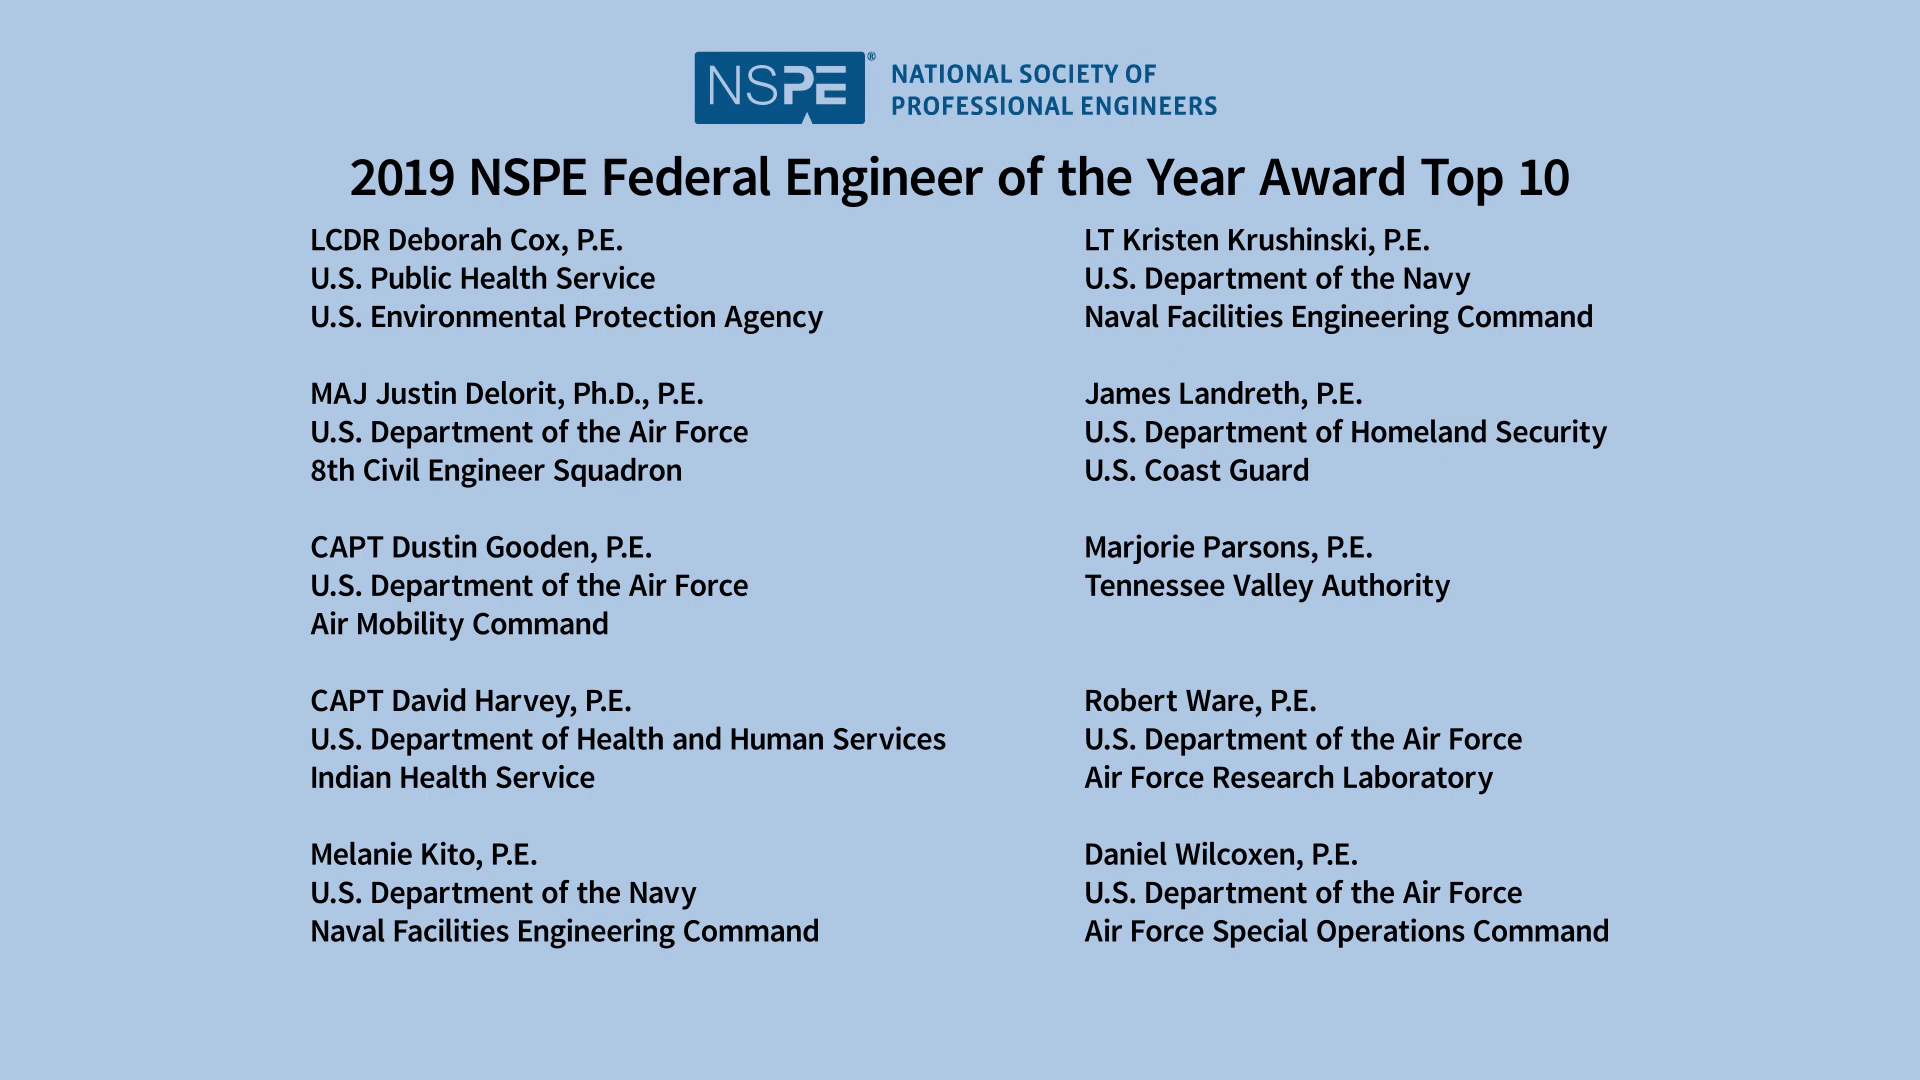 NSPE®
NATIONAL SOCIETY OF
PROFESSIONAL ENGINEERS
2019 NSPE Federal Engineer of the Year Award Top 10
LCDR Deborah Cox, P.E.
U.S. Public Health Service
U.S. Environmental Protection Agency
MAJ Justin Delorit, Ph.D., P.E.
U.S. Department of the Air Force
8th Civil Engineer Squadron
CAPT Dustin Gooden, P.E.
U.S. Department of the Air Force
Air Mobility Command
CAPT David Harvey, P.E.
U.S. Department of Health and Human Services
Indian Health Service
Melanie Kito, P.E.
U.S. Department of the Navy
Naval Facilities Engineering Command
LT Kristen Krushinski, P.E.
U.S. Department of the Navy
Naval Facilities Engineering Command
James Landreth, P.E.
U.S. Department of Homeland Security
U.S. Coast Guard
Marjorie Parsons, P.E.
Tennessee Valley Authority
Robert Ware, P.E.
U.S. Department of the Air Force
Air Force Research Laboratory
Daniel Wilcoxen, P.E.
U.S. Department of the Air Force
Air Force Special Operations Command